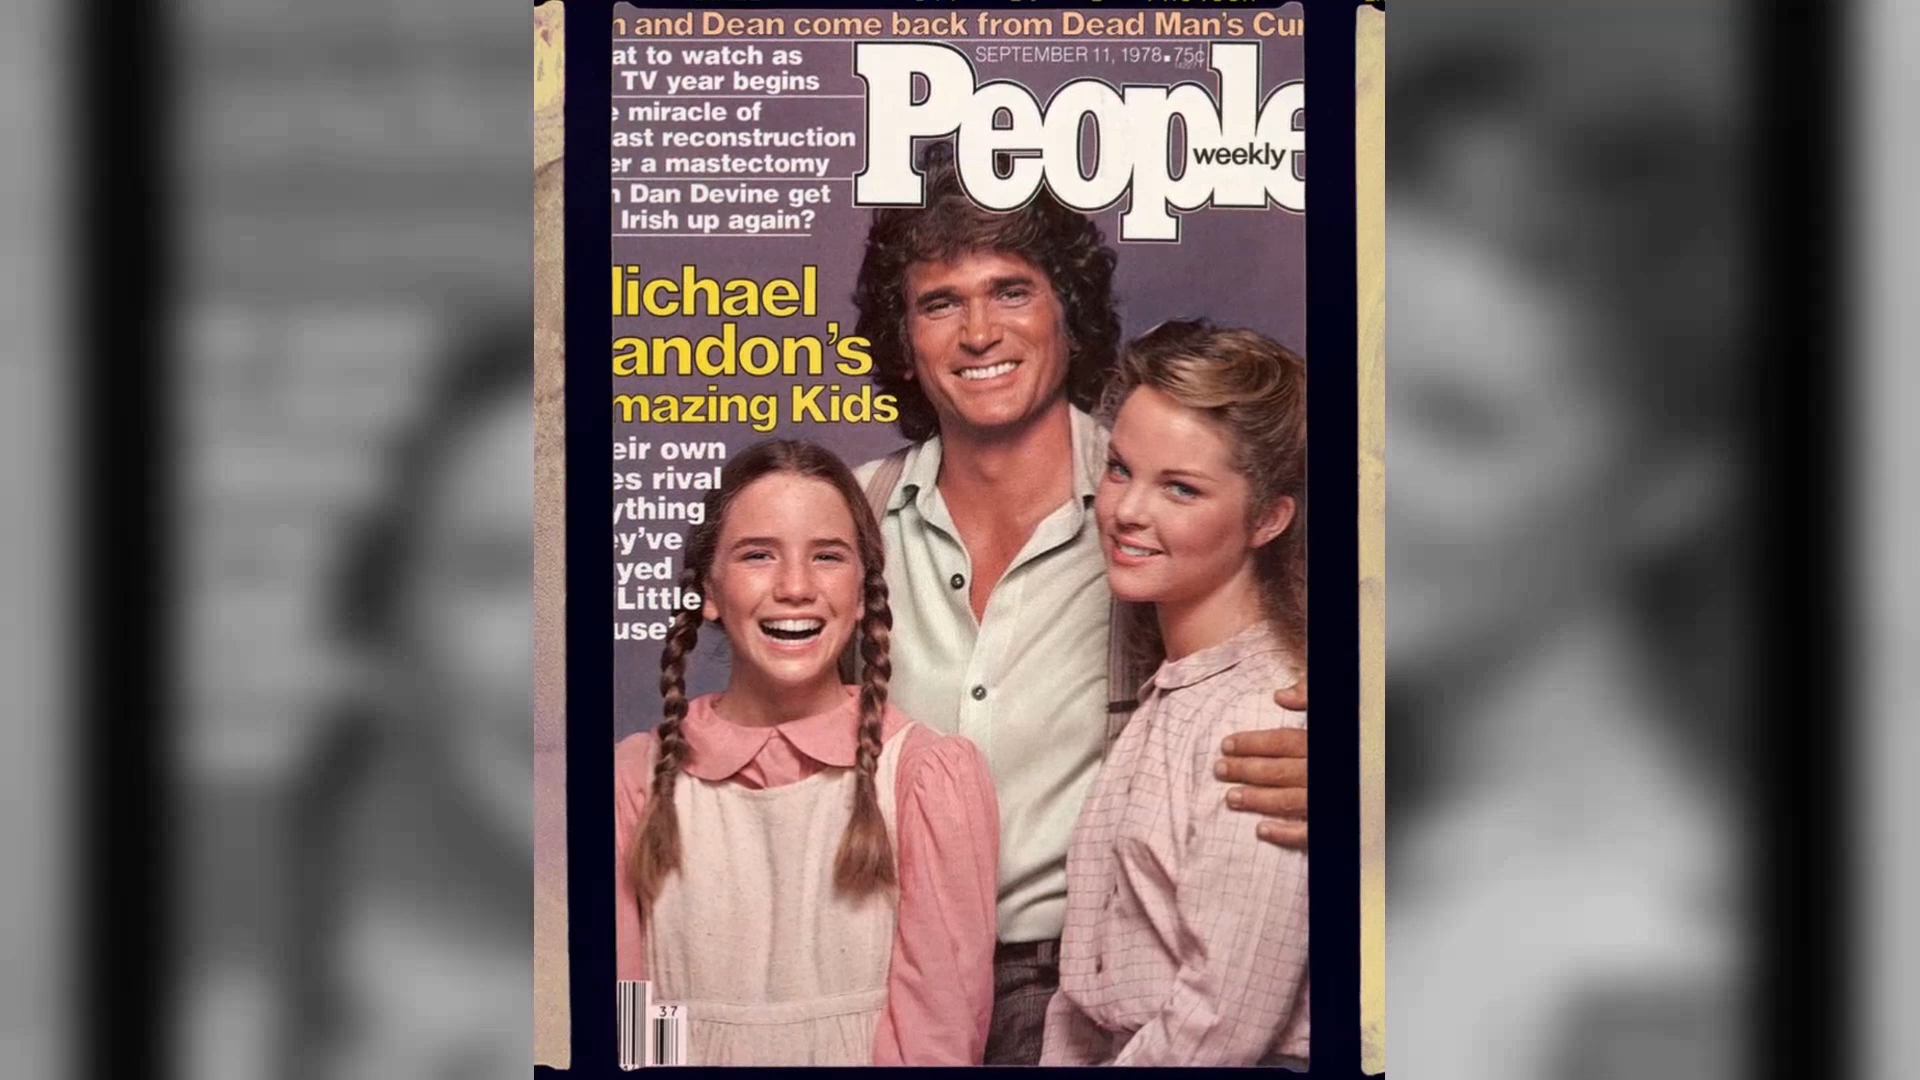 n and Dean come back from Dead Man's Cur
at to watch as
TV year begins
e miracle of
ast reconstruction
er a mastectomy
n Dan Devine get
Irish up again?
SEPTEMBER 11, 1978 ▪ 75¢
People
weekly
lichael
andon's
mazing Kids
eir own
es rival
ything
ey've
yed
Little
use'
37